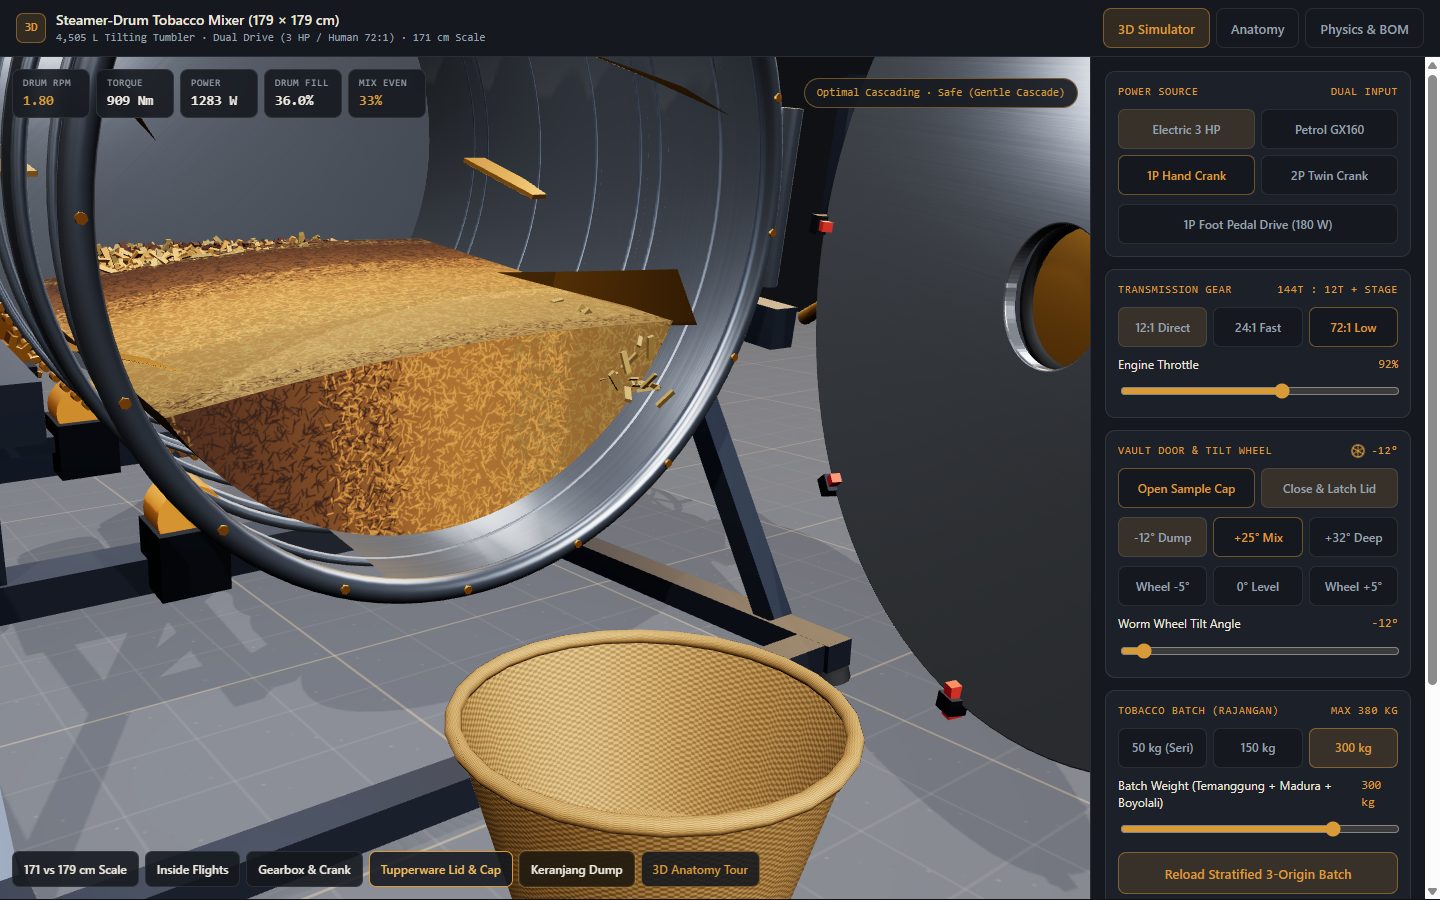 3D
Steamer-Drum Tobacco Mixer (179 × 179 cm)
4,505 L Tilting Tumbler · Dual Drive (3 HP / Human 72:1) · 171 cm Scale
3D Simulator
Anatomy
Physics & BOM
DRUM RPM
1.80
TORQUE
909 Nm
POWER
1283 W
DRUM FILL
36.0%
MIX EVEN
33%
Optimal Cascading · Safe (Gentle Cascade)
POWER SOURCE
DUAL INPUT
Electric 3 HP
Petrol GX160
1P Hand Crank
2P Twin Crank
1P Foot Pedal Drive (180 W)
TRANSMISSION GEAR
144T : 12T + STAGE
12:1 Direct
24:1 Fast
72:1 Low
Engine Throttle
92%
VAULT DOOR & TILT WHEEL
-12°
Open Sample Cap
Close & Latch Lid
-12° Dump
+25° Mix
+32° Deep
Wheel -5°
0° Level
Wheel +5°
Worm Wheel Tilt Angle
-12°
TOBACCO BATCH (RAJANGAN)
MAX 380 KG
50 kg (Seri)
150 kg
300 kg
Batch Weight (Temanggung + Madura +
Boyolali)
300
kg
Reload Stratified 3-Origin Batch
171 vs 179 cm Scale
Inside Flights
Gearbox & Crank
Tupperware Lid & Cap
Keranjang Dump
3D Anatomy Tour